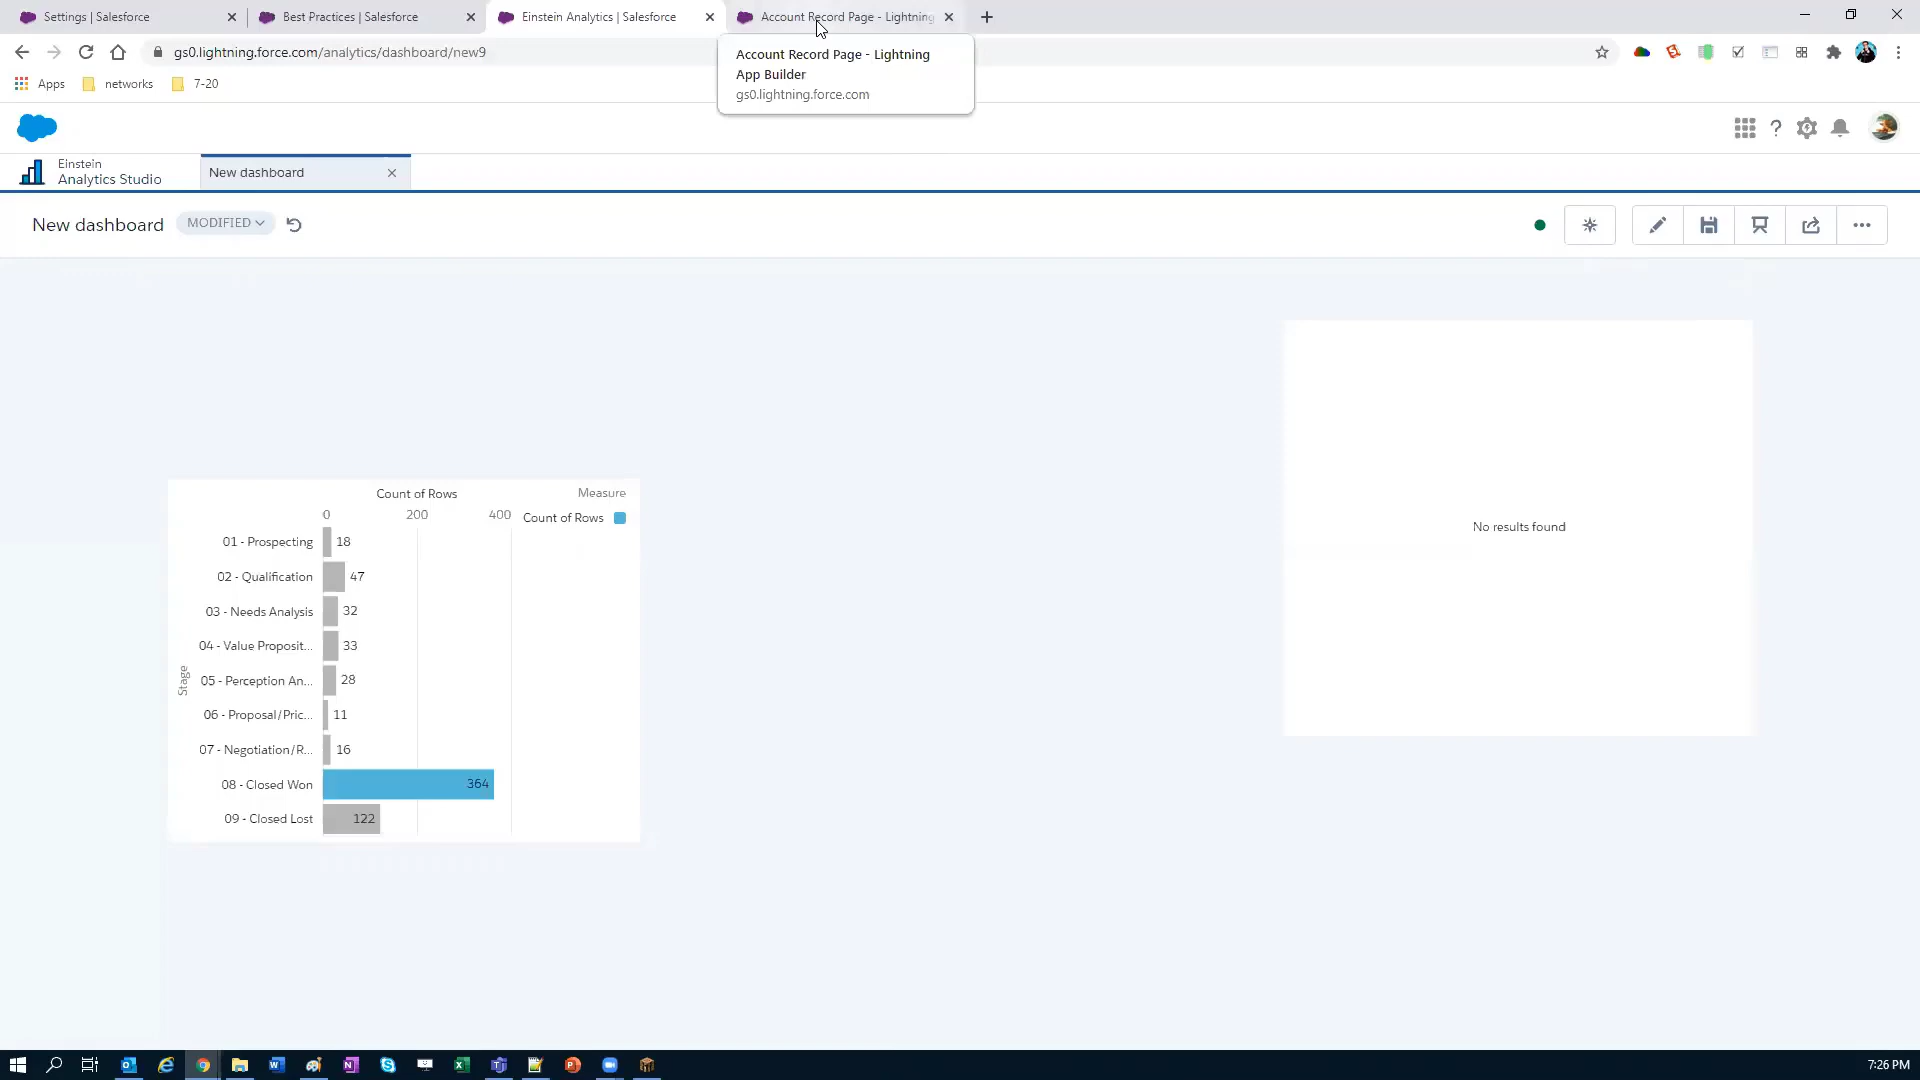 Settings | Salesforce
Best Practices | Salesforce
Einstein Analytics | Salesforce
Account Record Page - Lightning
gs0.lightning.force.com/analytics/dashboard/new9
Account Record Page - Lightning
App Builder
gs0.lightning.force.com
Apps
networks
7-20
Einstein
Analytics Studio
New dashboard
New dashboard
MODIFIED
Count of Rows
Measure
0
200
400
Count of Rows
Stage
01 - Prospecting
18
02 - Qualification
47
03 - Needs Analysis
32
04 - Value Proposit...
33
05 - Perception An...
28
06 - Proposal/Pric...
11
07 - Negotiation/R...
16
08 - Closed Won
364
09 - Closed Lost
122
No results found
7:26 PM